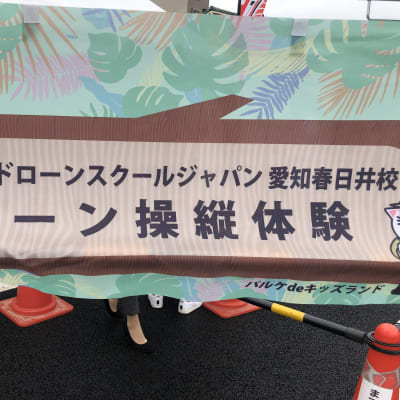 ドローンスクールジャパン 愛知春日井校
ーン操縦体験
パルケdeキッズランド
ま